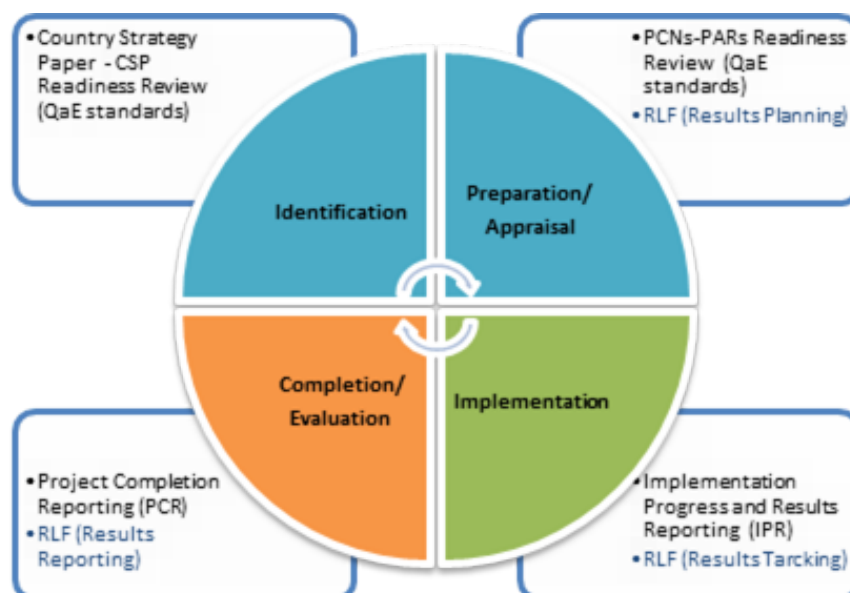 •Country Strategy
Paper - CSP
Readiness Review
(QaE standards)
•PCNs-PARs Readiness
Review (QaE
standards)
•RLF (Results Planning)
Identification
Preparation/
Appraisal
Completion/
Evaluation
Implementation
•Project Completion
Reporting (PCR)
•RLF (Results
Reporting)
•Implementation
Progress and Results
Reporting (IPR)
•RLF (Results Tarcking)